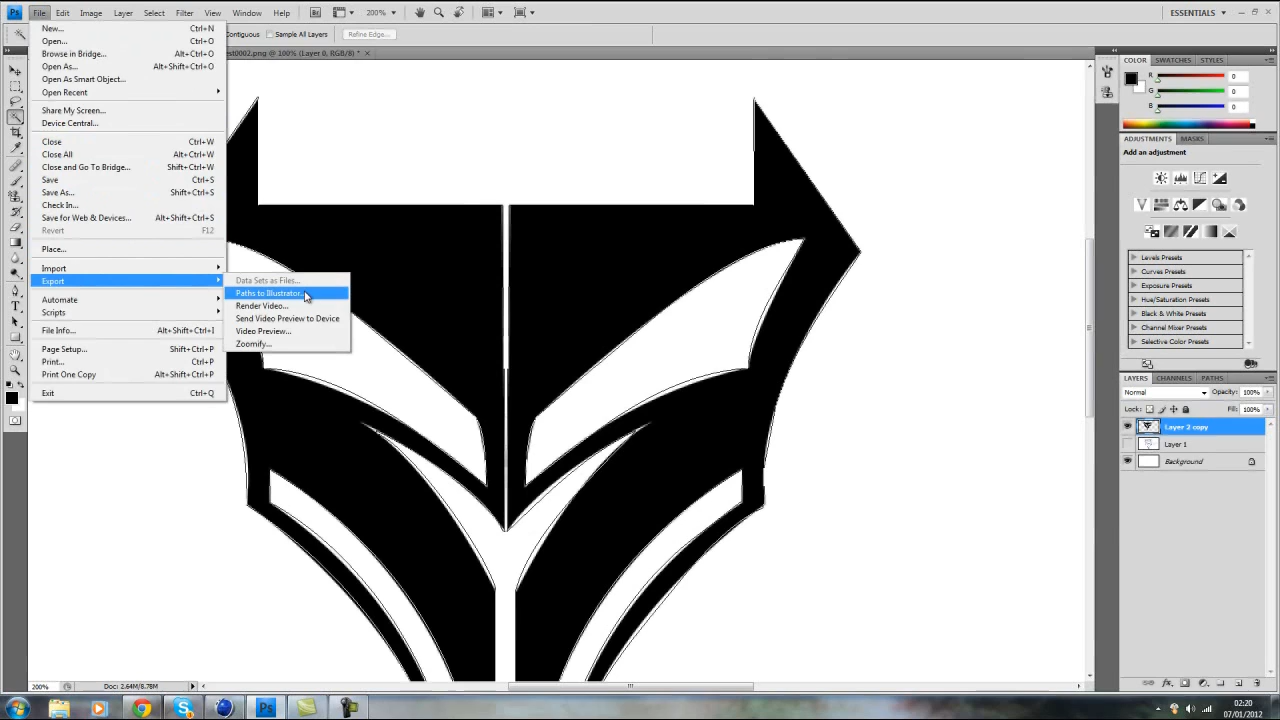 Ps File Edit Image Layer Select Filter View Window Help Br 200% ESSENTIALS
Contiguous Sample All Layers Refine Edge...
st0002.png @ 100% (Layer 0, RGB/8) * ×
New... Ctrl+N
Open... Ctrl+O
Browse in Bridge... Alt+Ctrl+O
Open As... Alt+Shift+Ctrl+O
Open As Smart Object...
Open Recent
Share My Screen...
Device Central...
Close Ctrl+W
Close All Alt+Ctrl+W
Close and Go To Bridge... Shift+Ctrl+W
Save Ctrl+S
Save As... Shift+Ctrl+S
Check In...
Save for Web & Devices... Alt+Shift+Ctrl+S
Revert F12
Place...
Import
Export
Automate
Scripts
File Info... Alt+Shift+Ctrl+I
Page Setup... Shift+Ctrl+P
Print... Ctrl+P
Print One Copy Alt+Shift+Ctrl+P
Exit Ctrl+Q
Data Sets as Files...
Paths to Illustrator...
Render Video...
Send Video Preview to Device
Video Preview...
Zoomify...
COLOR SWATCHES STYLES
R 0
G 0
B 0
ADJUSTMENTS MASKS
Add an adjustment
Levels Presets
Curves Presets
Exposure Presets
Hue/Saturation Presets
Black & White Presets
Channel Mixer Presets
Selective Color Presets
LAYERS CHANNELS PATHS
Normal Opacity: 100%
Lock: Fill: 100%
Layer 2 copy
Layer 1
Background
200% Doc: 2.64M/8.78M
Ps
02:20
07/01/2012